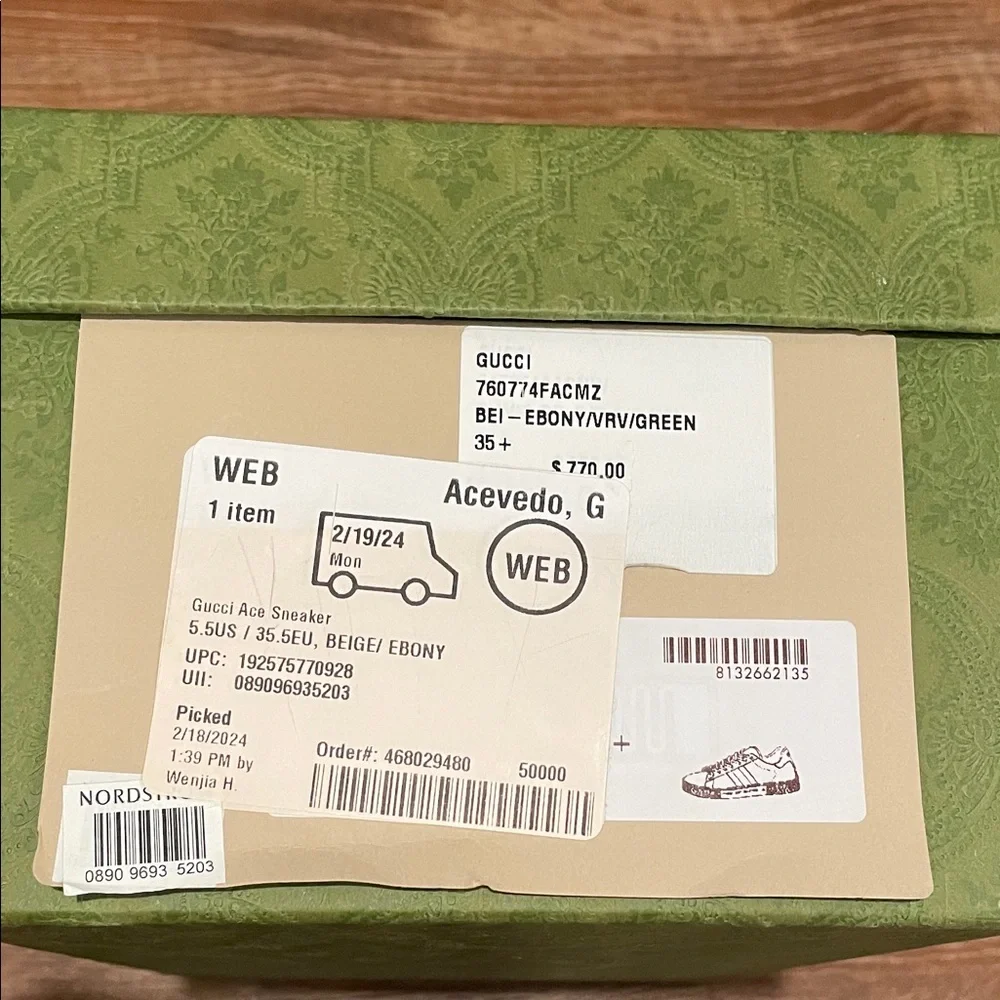 GUCCI
760774FACMZ
BEI-EBONY/VRV/GREEN
35+
$ 770.00
WEB
1 item
Acevedo, G
2/19/24
Mon
WEB
Gucci Ace Sneaker
5.5US / 35.5EU, BEIGE/ EBONY
UPC: 192575770928
UII: 089096935203
Picked
2/18/2024
1:39 PM by
Wenjia H.
Order#: 468029480
50000
8132662135
+
0890 9693 5203